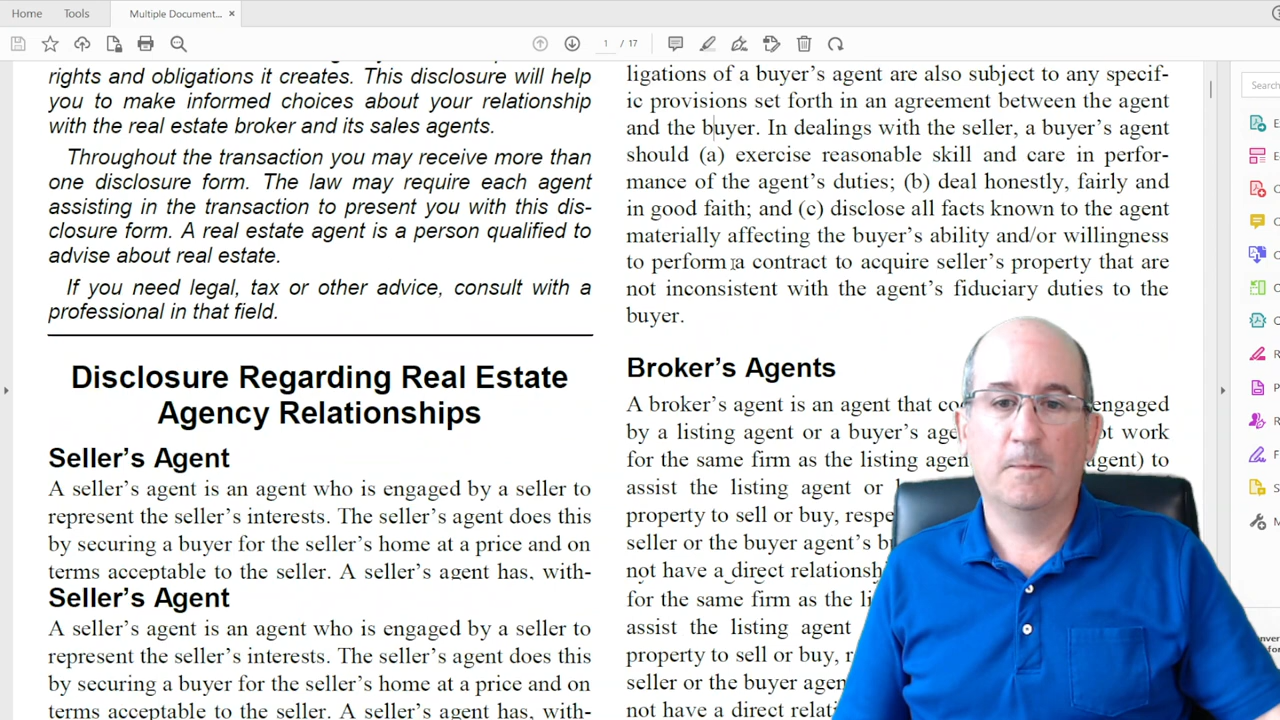 Home
Tools
Multiple Document... ×
1 / 17
rights and obligations it creates. This disclosure will help
you to make informed choices about your relationship
with the real estate broker and its sales agents.
Throughout the transaction you may receive more than
one disclosure form. The law may require each agent
assisting in the transaction to present you with this dis-
closure form. A real estate agent is a person qualified to
advise about real estate.
If you need legal, tax or other advice, consult with a
professional in that field.
Disclosure Regarding Real Estate
Agency Relationships
Seller's Agent
A seller's agent is an agent who is engaged by a seller to
represent the seller's interests. The seller's agent does this
by securing a buyer for the seller's home at a price and on
terms acceptable to the seller. A seller's agent has, with-
Seller's Agent
A seller's agent is an agent who is engaged by a seller to
represent the seller's interests. The seller's agent does this
by securing a buyer for the seller's home at a price and on
terms acceptable to the seller. A seller's agent has, with-
ligations of a buyer's agent are also subject to any specif-
ic provisions set forth in an agreement between the agent
and the buyer. In dealings with the seller, a buyer's agent
should (a) exercise reasonable skill and care in perfor-
mance of the agent's duties; (b) deal honestly, fairly and
in good faith; and (c) disclose all facts known to the agent
materially affecting the buyer's ability and/or willingness
to perform a contract to acquire seller's property that are
not inconsistent with the agent's fiduciary duties to the
buyer.
Broker's Agents
A broker's agent is an agent that engaged
by a listing agent or a buyer's work
for the same firm as the listing agent) to
assist the listing agent or
property to sell or buy,
seller or the buyer agent's
not have a direct
for the same firm as the
assist the listing agent
property to sell or buy,
seller or the buyer
not have a direct
Search